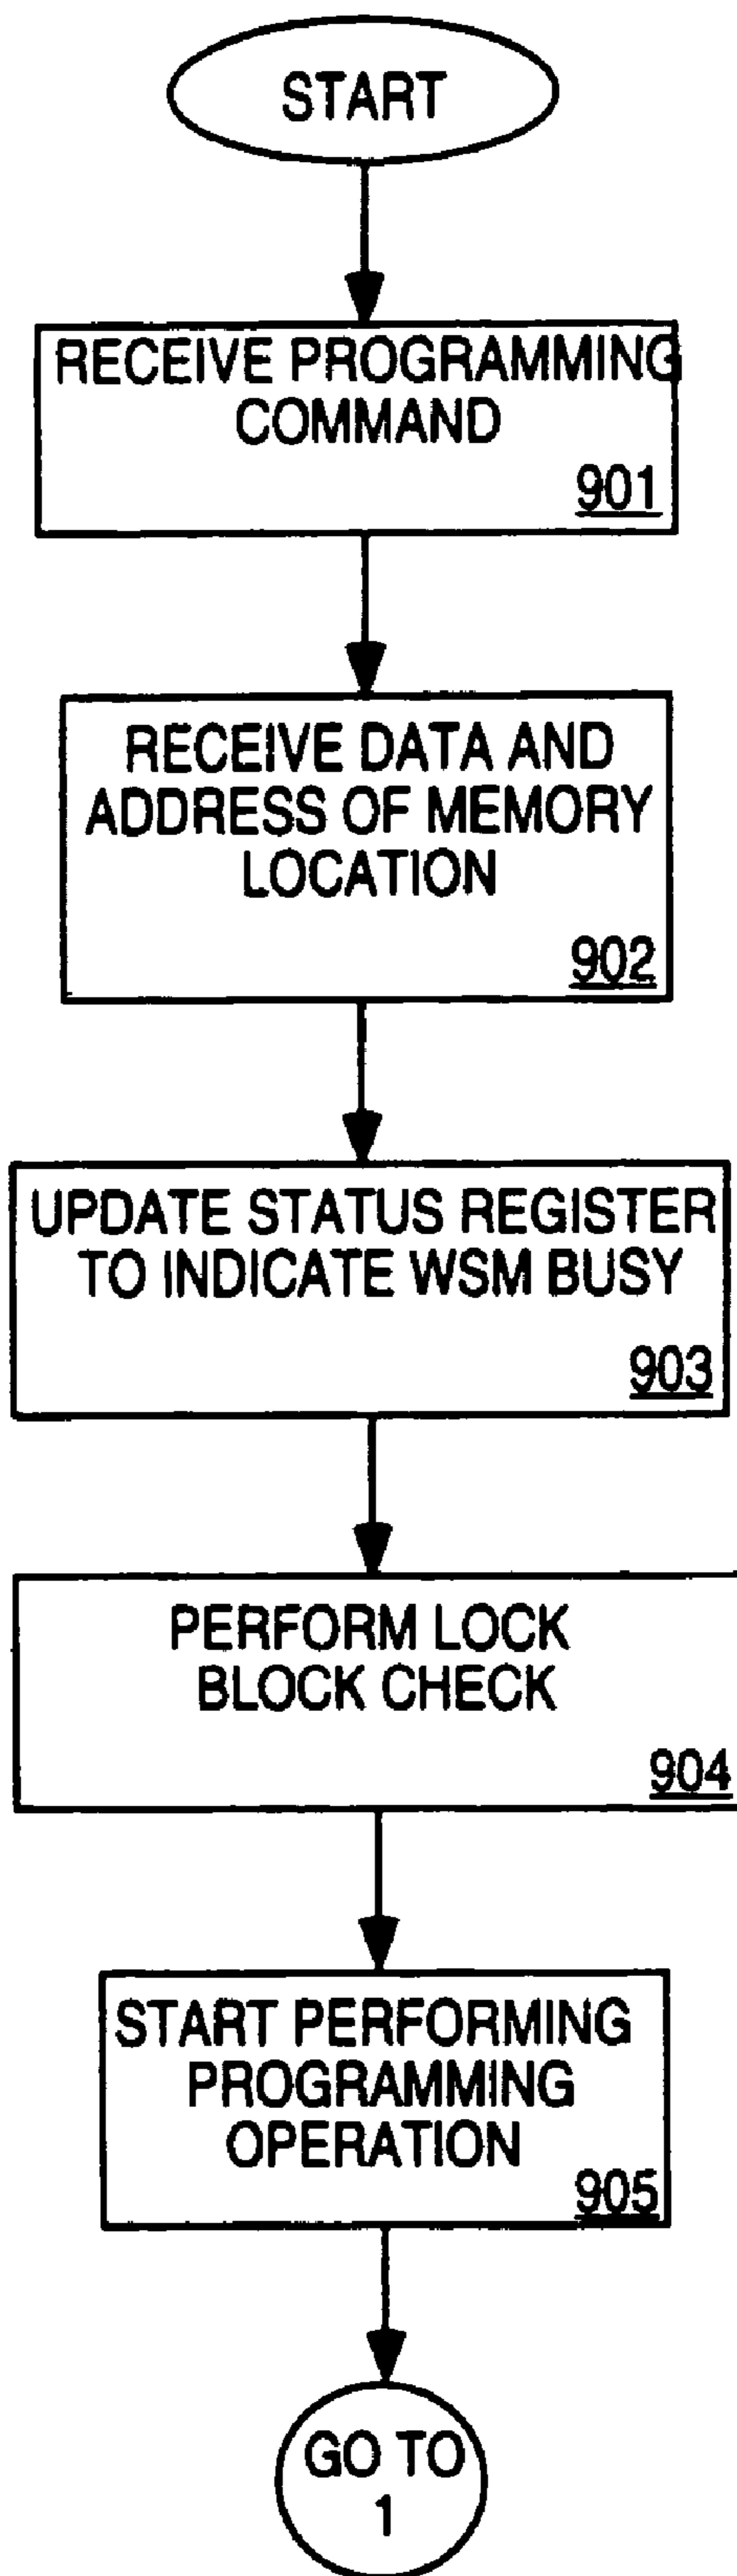 START
RECEIVE PROGRAMMING
COMMAND
901
RECEIVE DATA AND
ADDRESS OF MEMORY
LOCATION
902
UPDATE STATUS REGISTER
TO INDICATE WSM BUSY
903
PERFORM LOCK
BLOCK CHECK
904
START PERFORMING
PROGRAMMING
OPERATION
905
GO TO
1